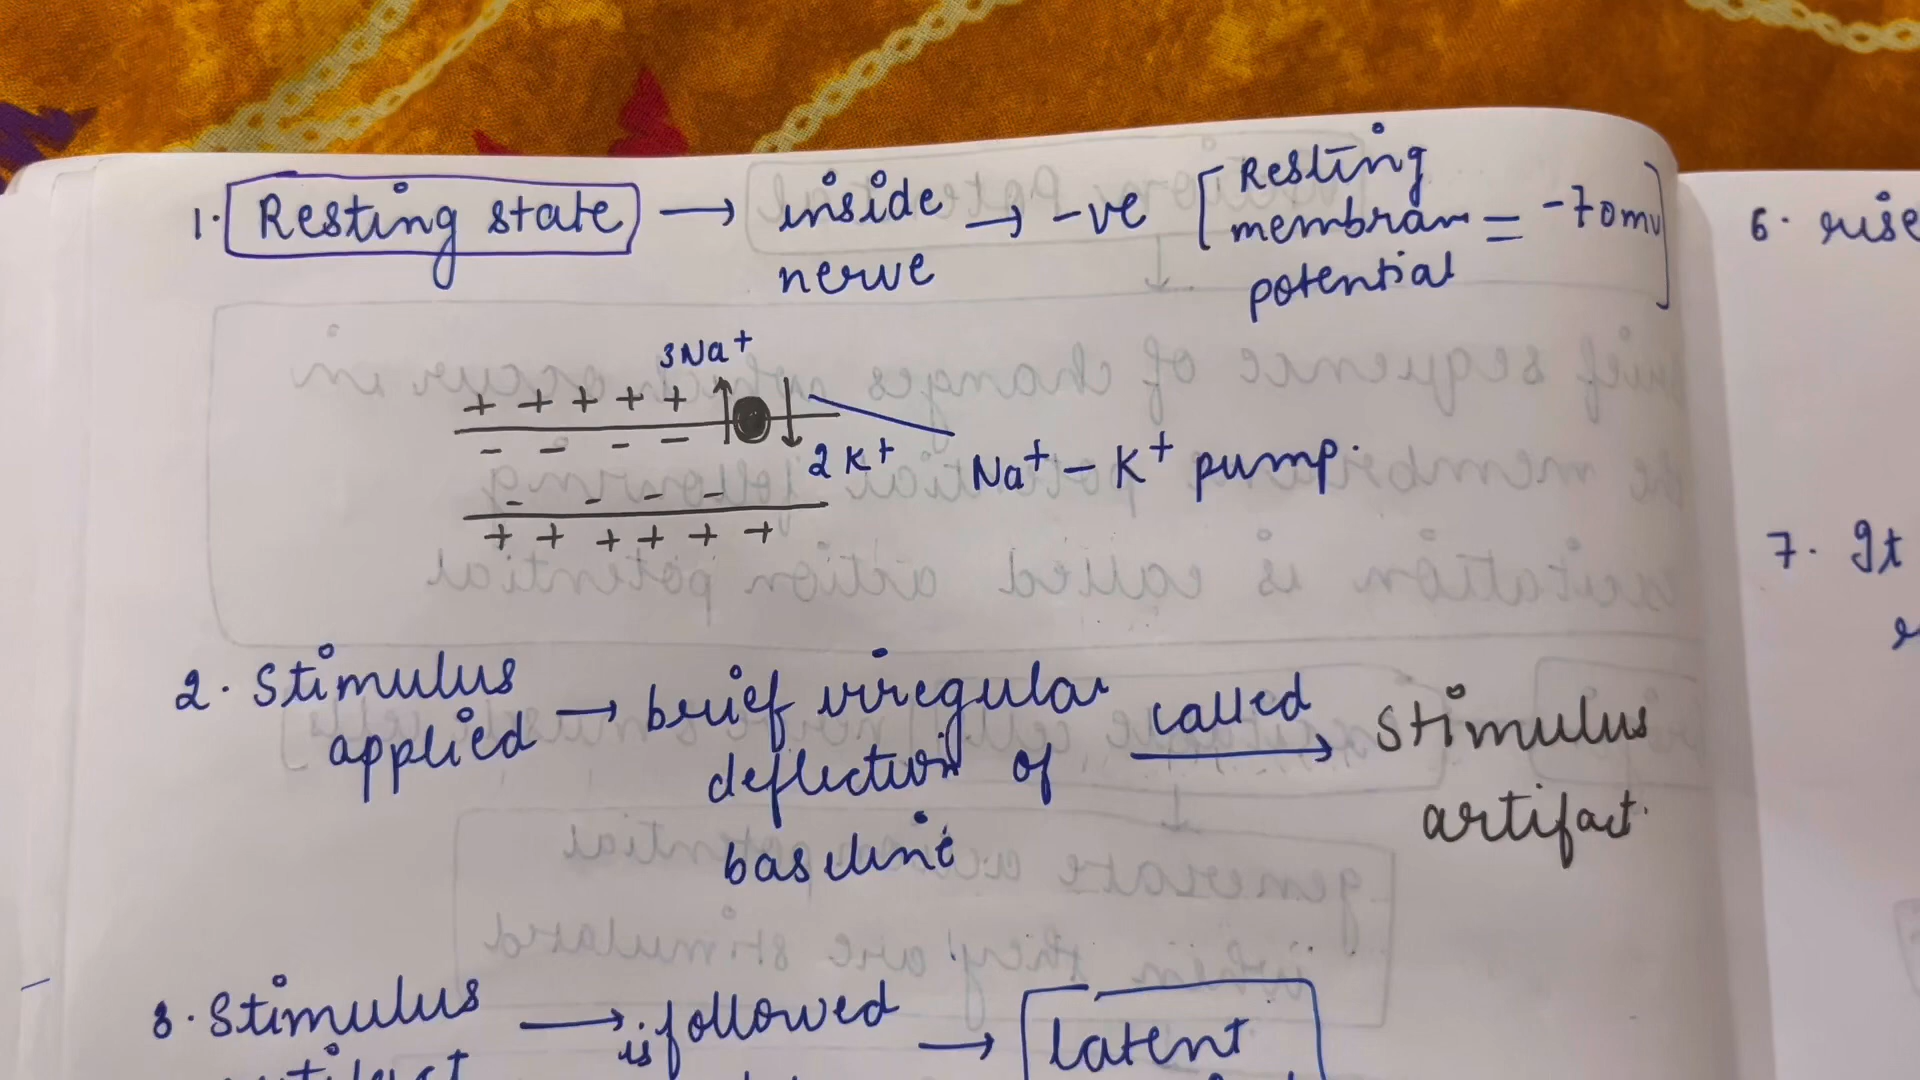 1. Resting state → inside nerve → -ve [Resting membran potential = -70mv]
3Na+
+ + + + +
- - - -
2K+
Na+ - K+ pump.
- - - -
+ + + + + +
2. Stimulus applied → brief irregular deflection of baseline called → stimulus artifact.
3. Stimulus → is followed → latent
6. rise
7. It